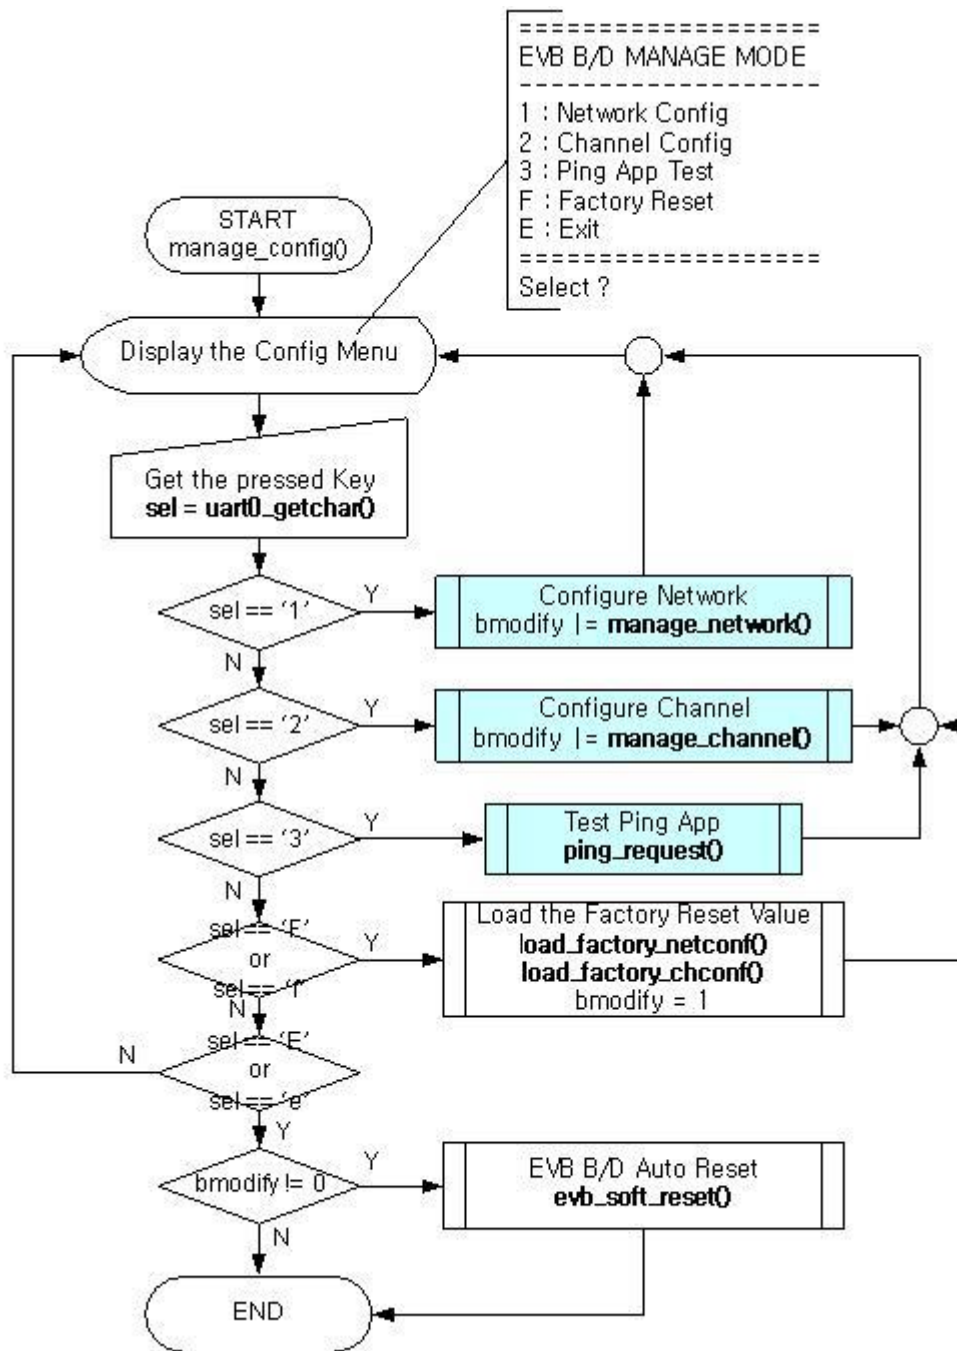 ===================
EVB B/D MANAGE MODE
-------------------
1 : Network Config
2 : Channel Config
3 : Ping App Test
F : Factory Reset
E : Exit
===================
Select ?
START
manage_config()
Display the Config Menu
Get the pressed Key
sel = uart0_getchar()
sel == ‘1’
Y
N
Configure Network
bmodify |= manage_network()
sel == ‘2’
Y
N
Configure Channel
bmodify |= manage_channel()
sel == ‘3’
Y
N
Test Ping App
ping_request()
sel == ‘F’
or
sel == ‘f’
Y
N
Load the Factory Reset Value
load_factory_netconf()
load_factory_chconf()
bmodify = 1
sel == ‘E’
or
sel == ‘e’
N
Y
bmodify != 0
Y
N
EVB B/D Auto Reset
evb_soft_reset()
END